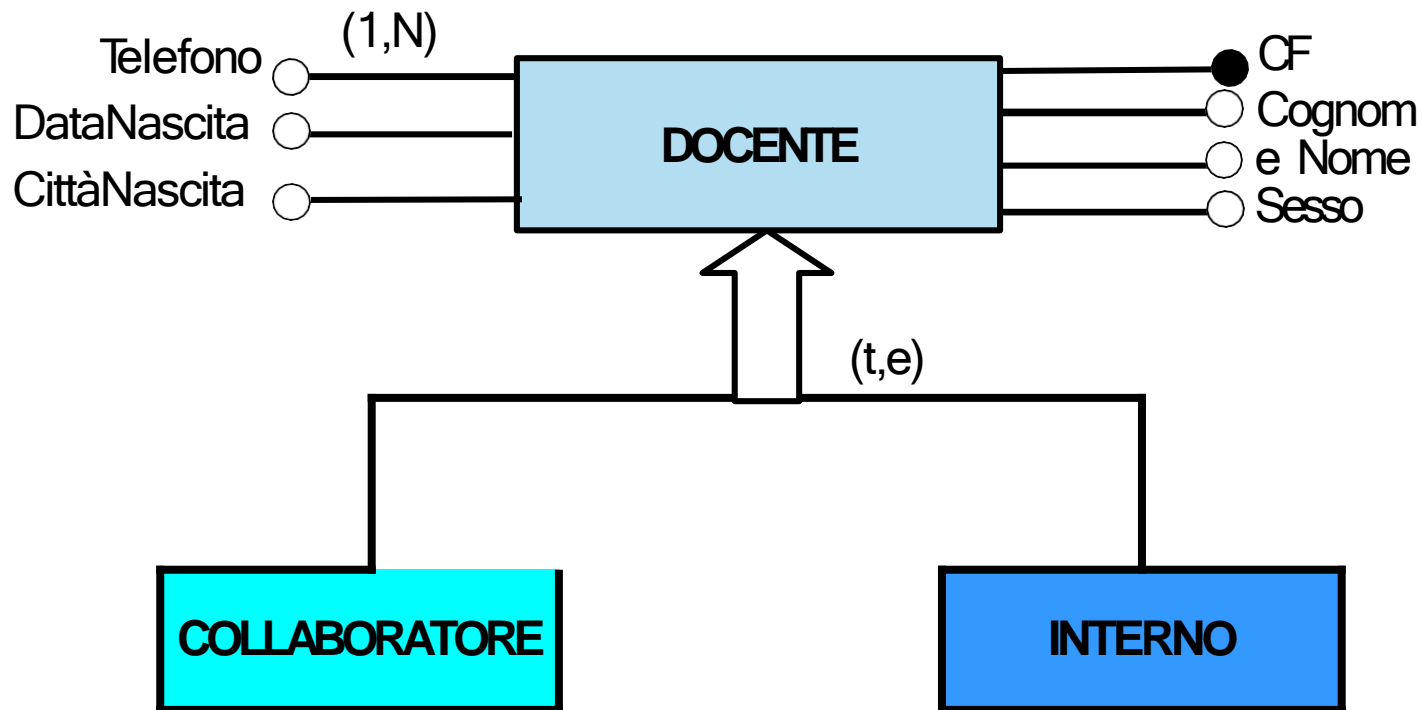 (1,N)
Telefono
DataNascita
CittàNascita
DOCENTE
CF
Cognom
e Nome
Sesso
(t,e)
COLLABORATORE
INTERNO